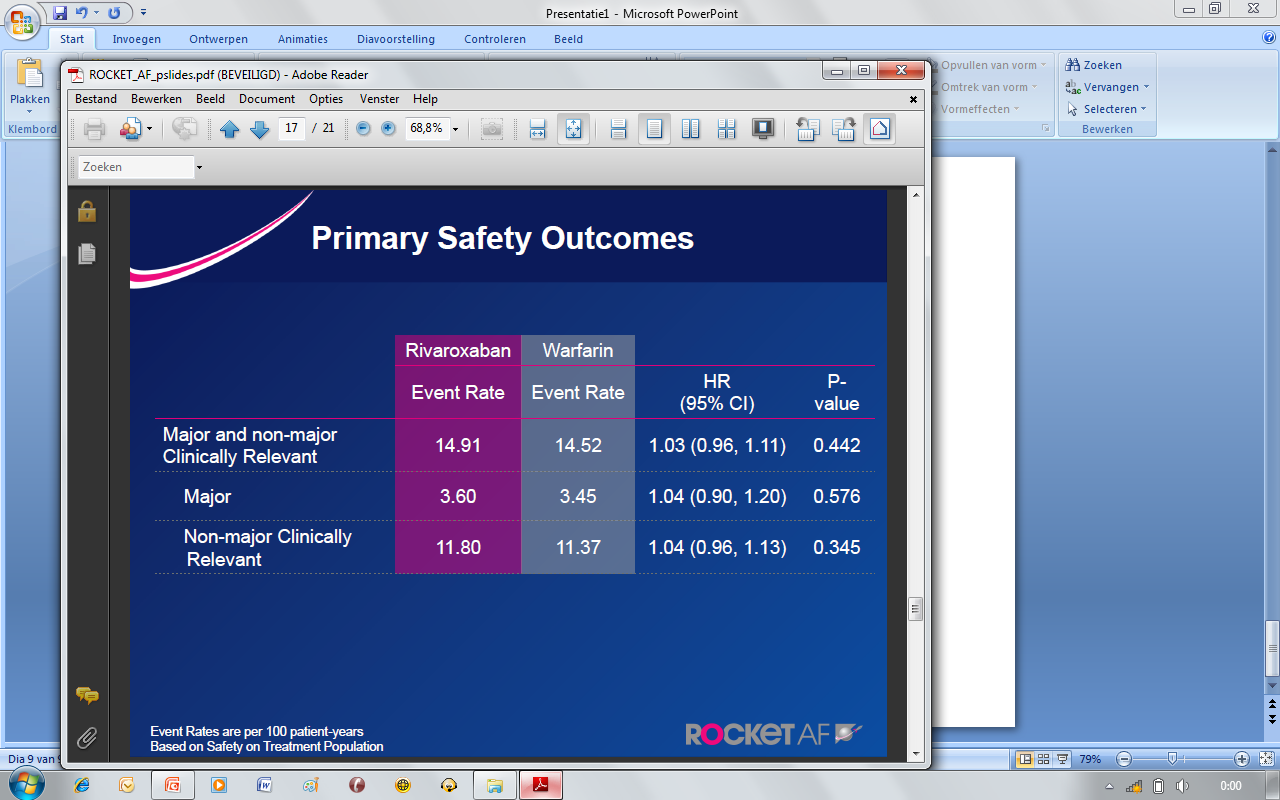 Presentatie1 - Microsoft PowerPoint
Start Invoegen Ontwerpen Animaties Diavoorstelling Controleren Beeld
Plakken
Klembord
Opvullen van vorm
Omtrek van vorm
Vormeffecten
Zoeken
Vervangen
Selecteren
Bewerken
ROCKET_AF_pslides.pdf (BEVEILIGD) - Adobe Reader
Bestand Bewerken Beeld Document Opties Venster Help
17 / 21 68,8%
Zoeken
Primary Safety Outcomes
Rivaroxaban Warfarin
Event Rate Event Rate HR
(95% CI) P-
value
Major and non-major
Clinically Relevant 14.91 14.52 1.03 (0.96, 1.11) 0.442
Major 3.60 3.45 1.04 (0.90, 1.20) 0.576
Non-major Clinically
Relevant 11.80 11.37 1.04 (0.96, 1.13) 0.345
Event Rates are per 100 patient-years
Based on Safety on Treatment Population
ROCKET AF
Dia 9 van 79%
0:00